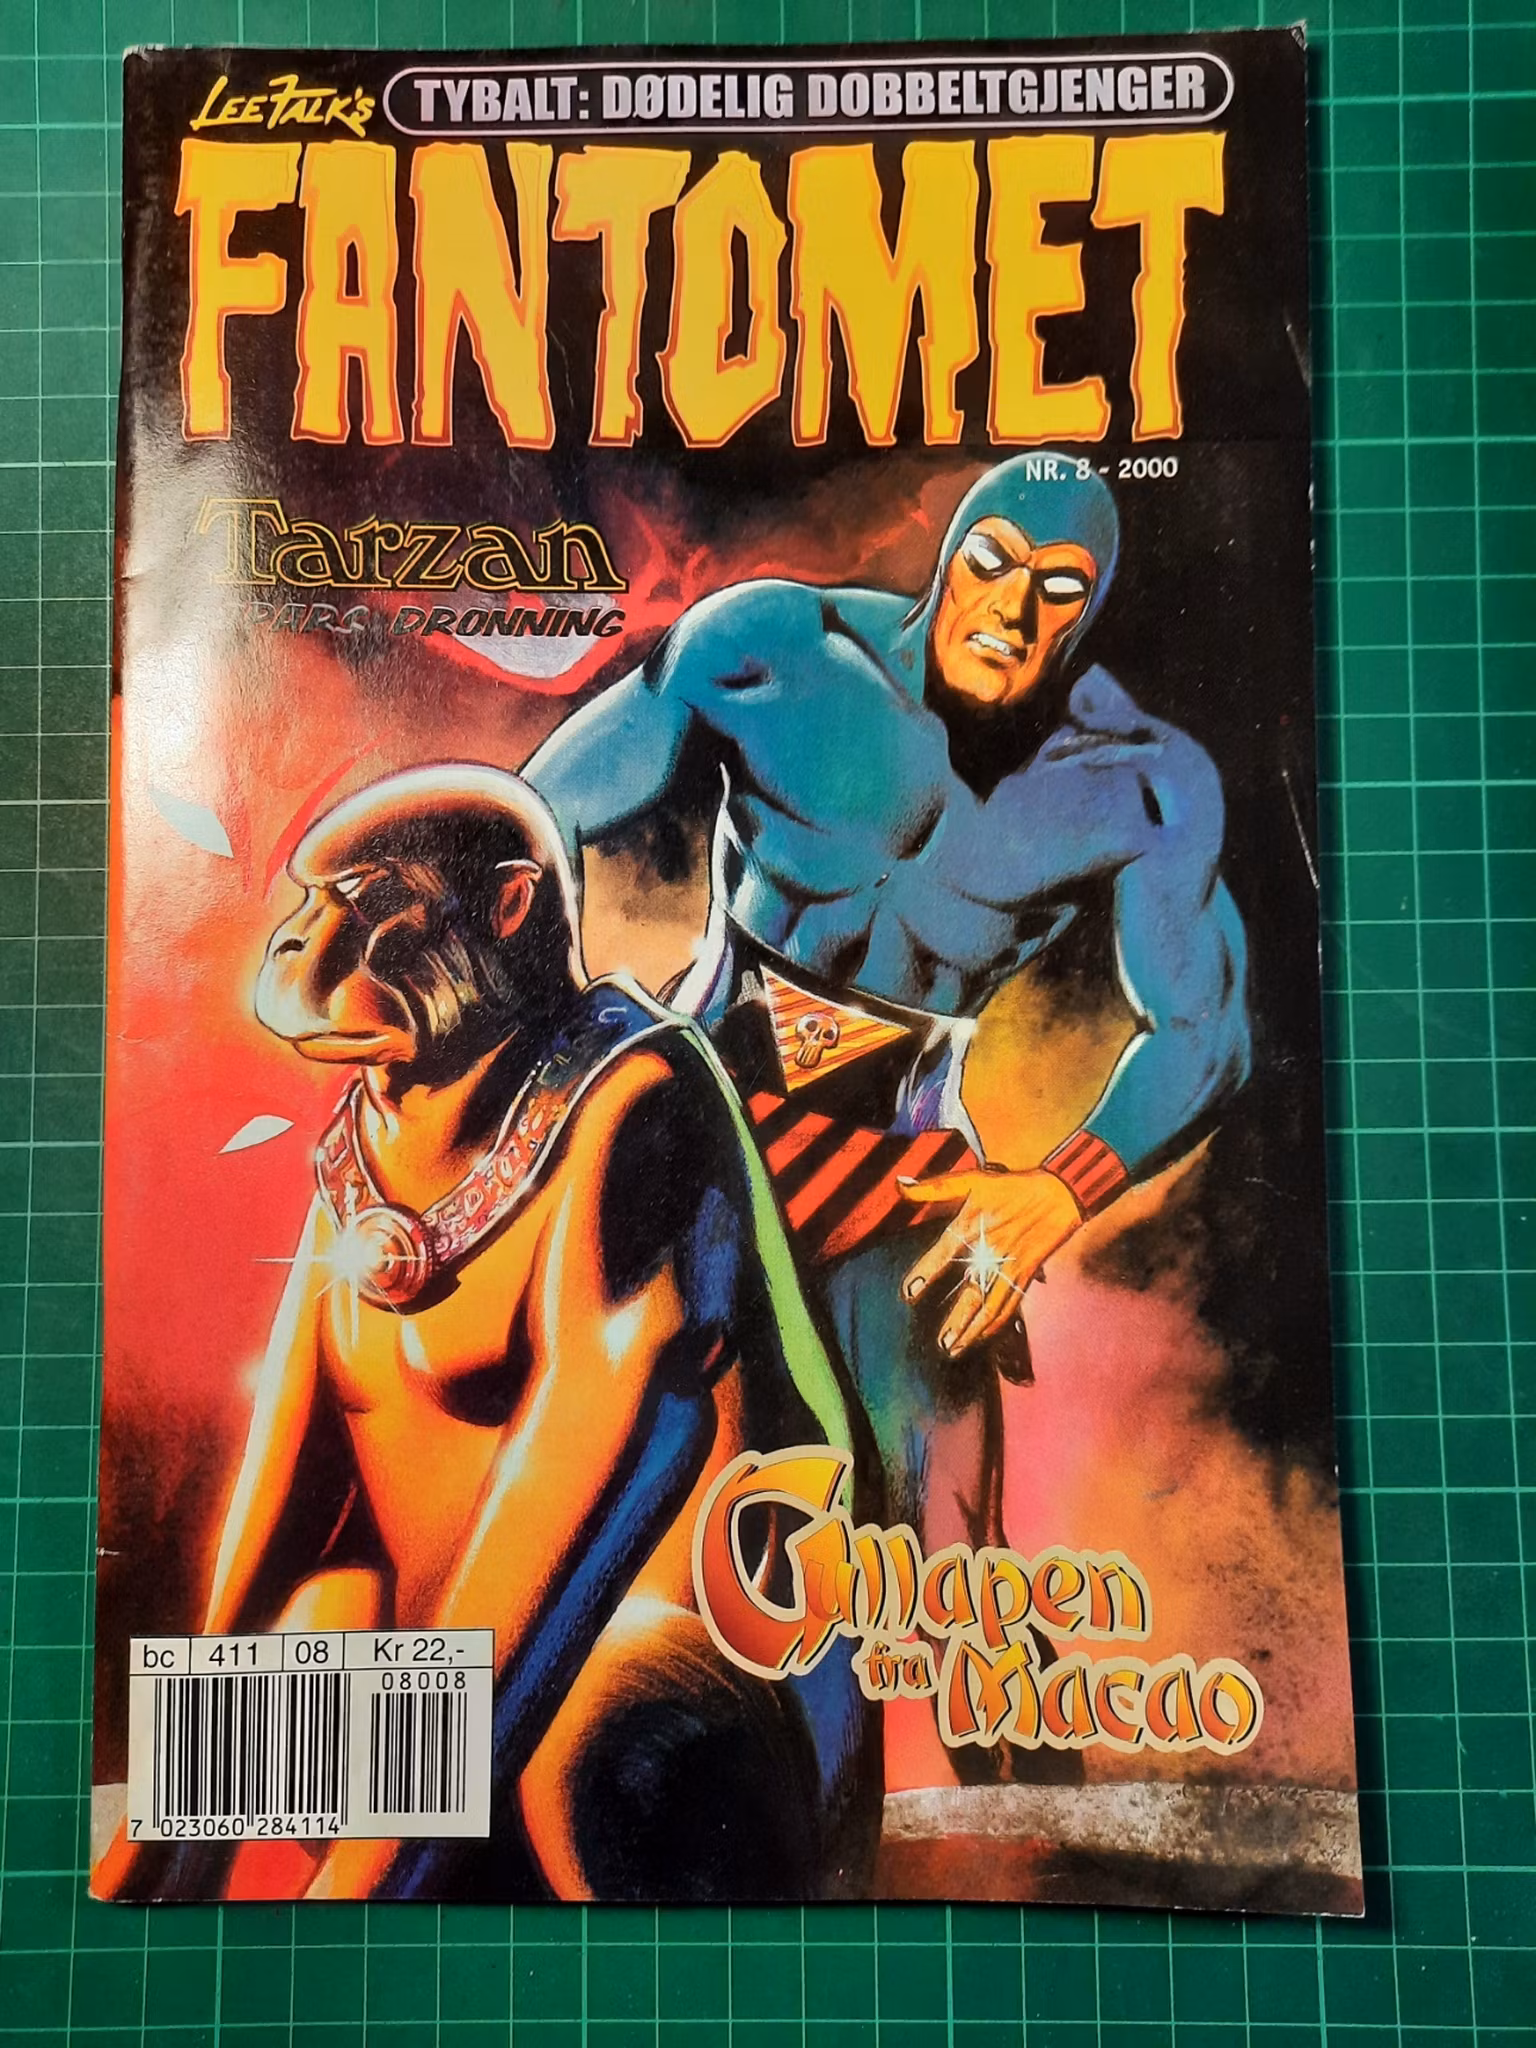 LEE FALK'S
TYBALT: DØDELIG DOBBELTGJENGER
FANTOMET
NR. 8 - 2000
Tarzan
OPARS DRONNING
Gullapen
fra Macao
bc 411 08 Kr 22,-
08008
7 023060 284114